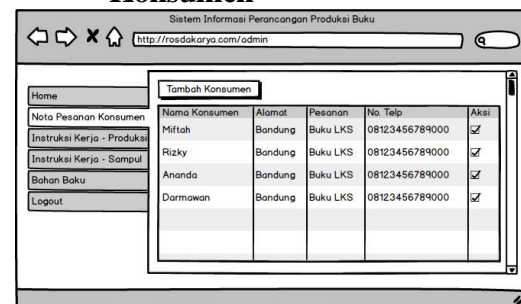 Konsumen
Sistem Informasi Perancangan Produksi Buku
http://rosdakarya.com/admin
Home
Nota Pesanan Konsumen
Instruksi Kerja - Produksi
Instruksi Kerja - Sampul
Bahan Baku
Logout
Tambah Konsumen
Nama Konsumen Alamat Pesanan No. Telp Aksi
Miftah Bandung Buku LKS 08123456789000
Rizky Bandung Buku LKS 08123456789000
Ananda Bandung Buku LKS 08123456789000
Darmawan Bandung Buku LKS 08123456789000